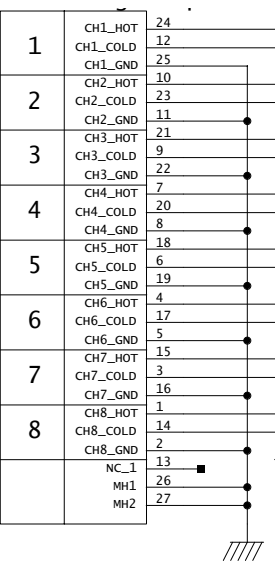 CH1_HOT 24
1 CH1_COLD 12
CH1_GND 25
CH2_HOT 10
2 CH2_COLD 23
CH2_GND 11
CH3_HOT 21
3 CH3_COLD 9
CH3_GND 22
CH4_HOT 7
4 CH4_COLD 20
CH4_GND 8
CH5_HOT 18
5 CH5_COLD 6
CH5_GND 19
CH6_HOT 4
6 CH6_COLD 17
CH6_GND 5
CH7_HOT 15
7 CH7_COLD 3
CH7_GND 16
CH8_HOT 1
8 CH8_COLD 14
CH8_GND 2
NC_1 13
MH1 26
MH2 27